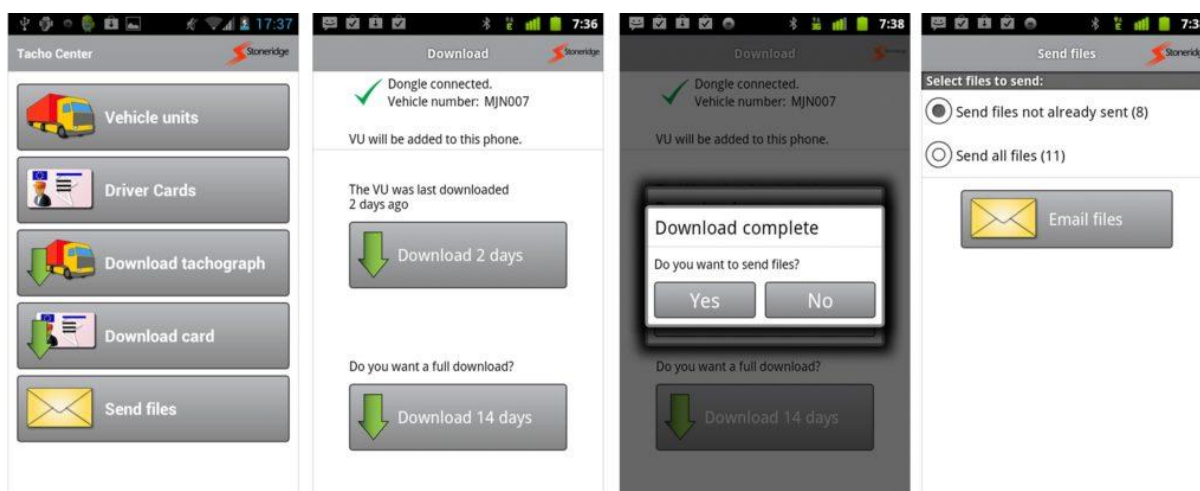 17:37
Tacho Center
Stoneridge
Vehicle units
Driver Cards
Download tachograph
Download card
Send files
7:36
Download
Stoneridge
Dongle connected.
Vehicle number: MJN007
VU will be added to this phone.
The VU was last downloaded
2 days ago
Download 2 days
Do you want a full download?
Download 14 days
7:38
Download
Dongle connected.
Vehicle number: MJN007
VU will be added to this phone.
Download complete
Do you want to send files?
Yes
No
Do you want a full download?
Download 14 days
Send files
Select files to send:
Send files not already sent (8)
Send all files (11)
Email files